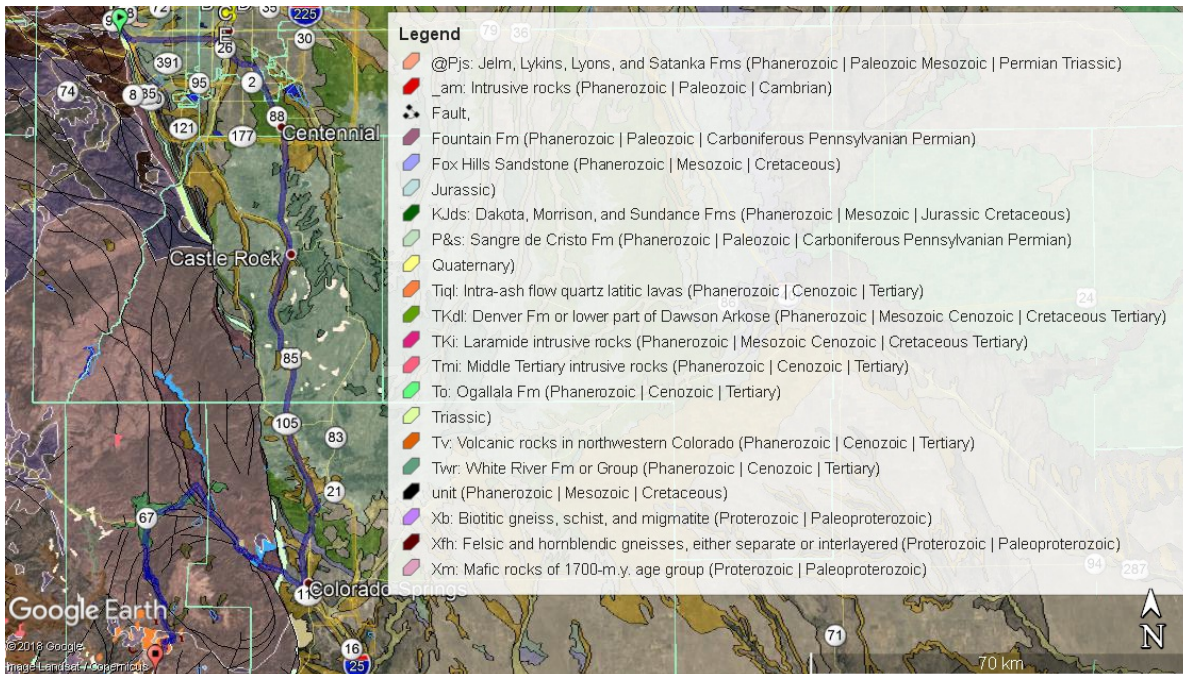 72
35
225
79
36
30
26
391
74
95
2
8
85
88
Centennial
121
177
Castle Rock
86
24
85
105
83
21
67
Colorado Springs
94
287
71
16
25
Legend
@Pjs: Jelm, Lykins, Lyons, and Satanka Fms (Phanerozoic | Paleozoic Mesozoic | Permian Triassic)
_am: Intrusive rocks (Phanerozoic | Paleozoic | Cambrian)
Fault,
Fountain Fm (Phanerozoic | Paleozoic | Carboniferous Pennsylvanian Permian)
Fox Hills Sandstone (Phanerozoic | Mesozoic | Cretaceous)
Jurassic)
KJds: Dakota, Morrison, and Sundance Fms (Phanerozoic | Mesozoic | Jurassic Cretaceous)
P&s: Sangre de Cristo Fm (Phanerozoic | Paleozoic | Carboniferous Pennsylvanian Permian)
Quaternary)
Tiql: Intra-ash flow quartz latitic lavas (Phanerozoic | Cenozoic | Tertiary)
TKdl: Denver Fm or lower part of Dawson Arkose (Phanerozoic | Mesozoic Cenozoic | Cretaceous Tertiary)
TKi: Laramide intrusive rocks (Phanerozoic | Mesozoic Cenozoic | Cretaceous Tertiary)
Tmi: Middle Tertiary intrusive rocks (Phanerozoic | Cenozoic | Tertiary)
To: Ogallala Fm (Phanerozoic | Cenozoic | Tertiary)
Triassic)
Tv: Volcanic rocks in northwestern Colorado (Phanerozoic | Cenozoic | Tertiary)
Twr: White River Fm or Group (Phanerozoic | Cenozoic | Tertiary)
unit (Phanerozoic | Mesozoic | Cretaceous)
Xb: Biotitic gneiss, schist, and migmatite (Proterozoic | Paleoproterozoic)
Xfh: Felsic and hornblendic gneisses, either separate or interlayered (Proterozoic | Paleoproterozoic)
Xm: Mafic rocks of 1700-m.y. age group (Proterozoic | Paleoproterozoic)
Google Earth
©2018 Google
Image Landsat / Copernicus
N
70 km